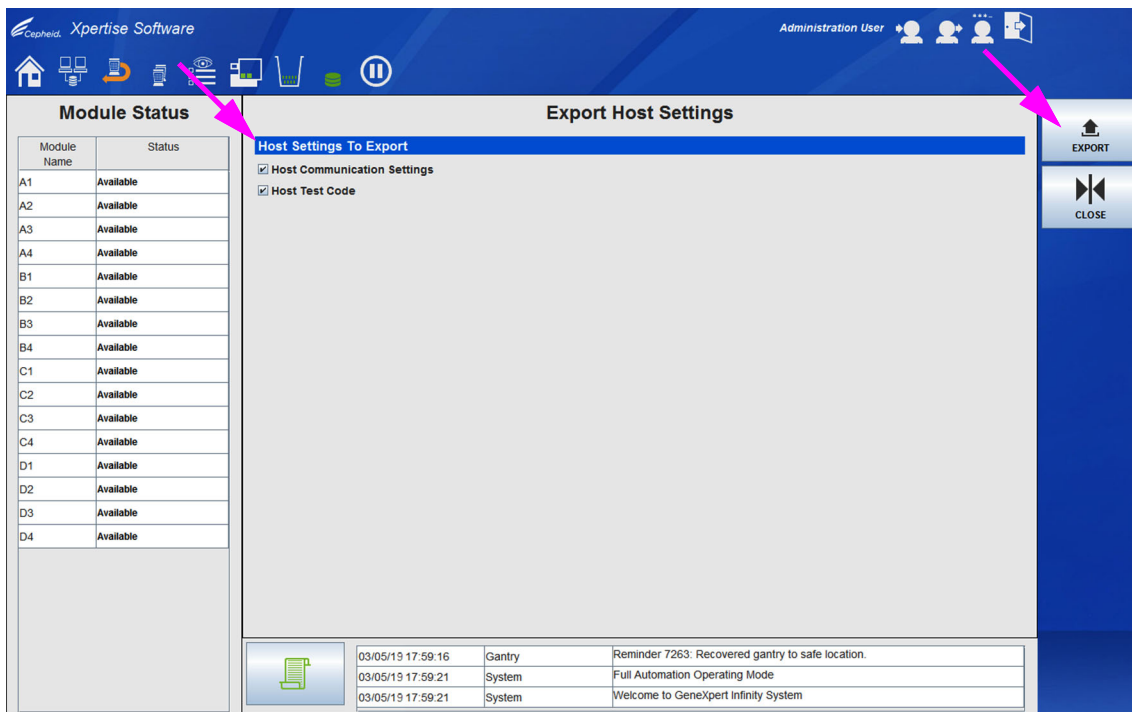 Cepheid. Xpertise Software
Administration User
Module Status
Export Host Settings
EXPORT
CLOSE
Module Name Status
A1 Available
A2 Available
A3 Available
A4 Available
B1 Available
B2 Available
B3 Available
B4 Available
C1 Available
C2 Available
C3 Available
C4 Available
D1 Available
D2 Available
D3 Available
D4 Available
Host Settings To Export
Host Communication Settings
Host Test Code
03/05/19 17:59:16 Gantry Reminder 7263: Recovered gantry to safe location.
03/05/19 17:59:21 System Full Automation Operating Mode
03/05/19 17:59:21 System Welcome to GeneXpert Infinity System